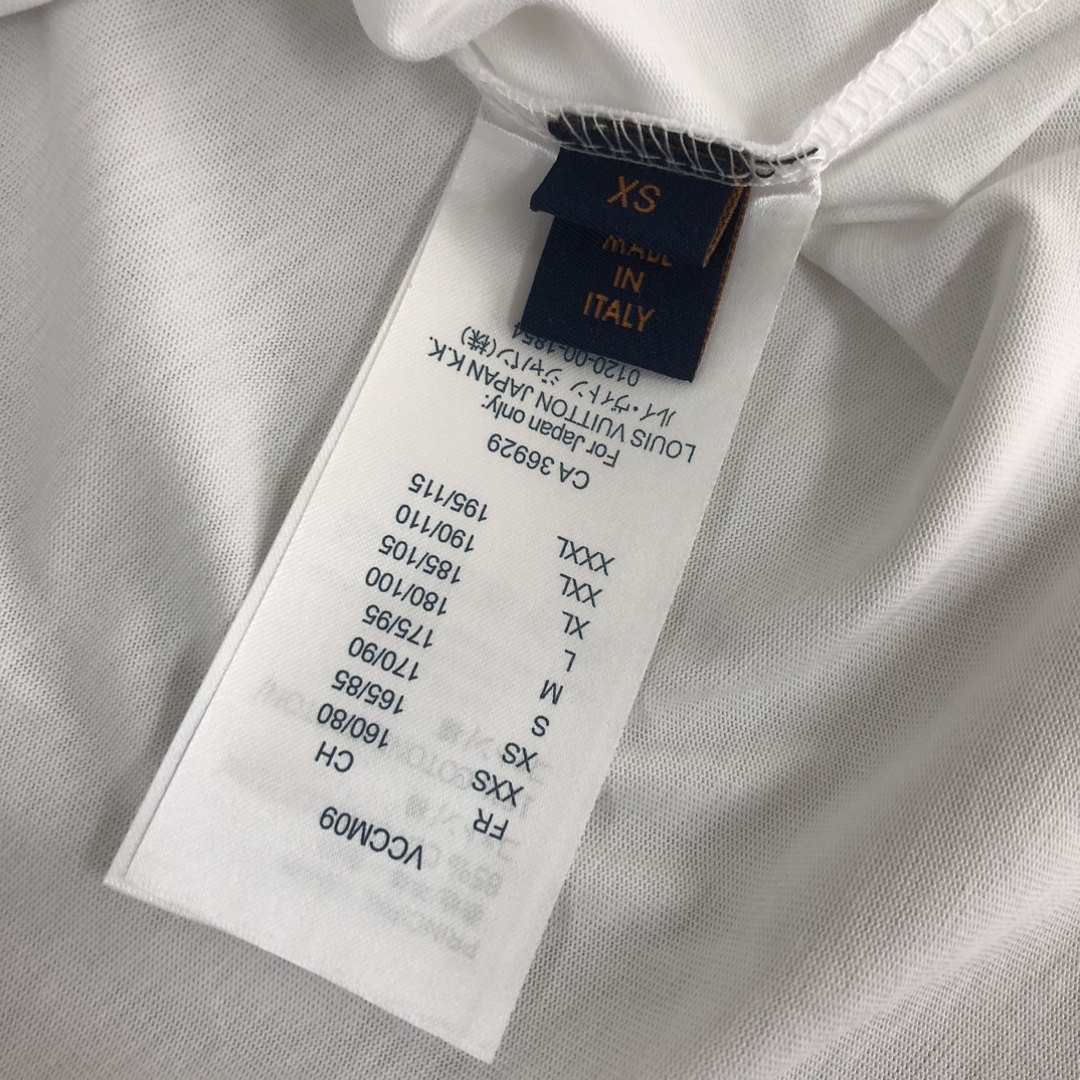 XS
MADE
IN
ITALY
VCCM09
FR CH
XXS 160/80
XS 165/85
S 170/90
M 175/95
L 180/100
XL 185/105
XXL 190/110
XXXL 195/115
CA 36929
For Japan only:
LOUIS VUITTON JAPAN K.K.
ルイ・ヴィトン ジャパン(株)
0120-00-1854